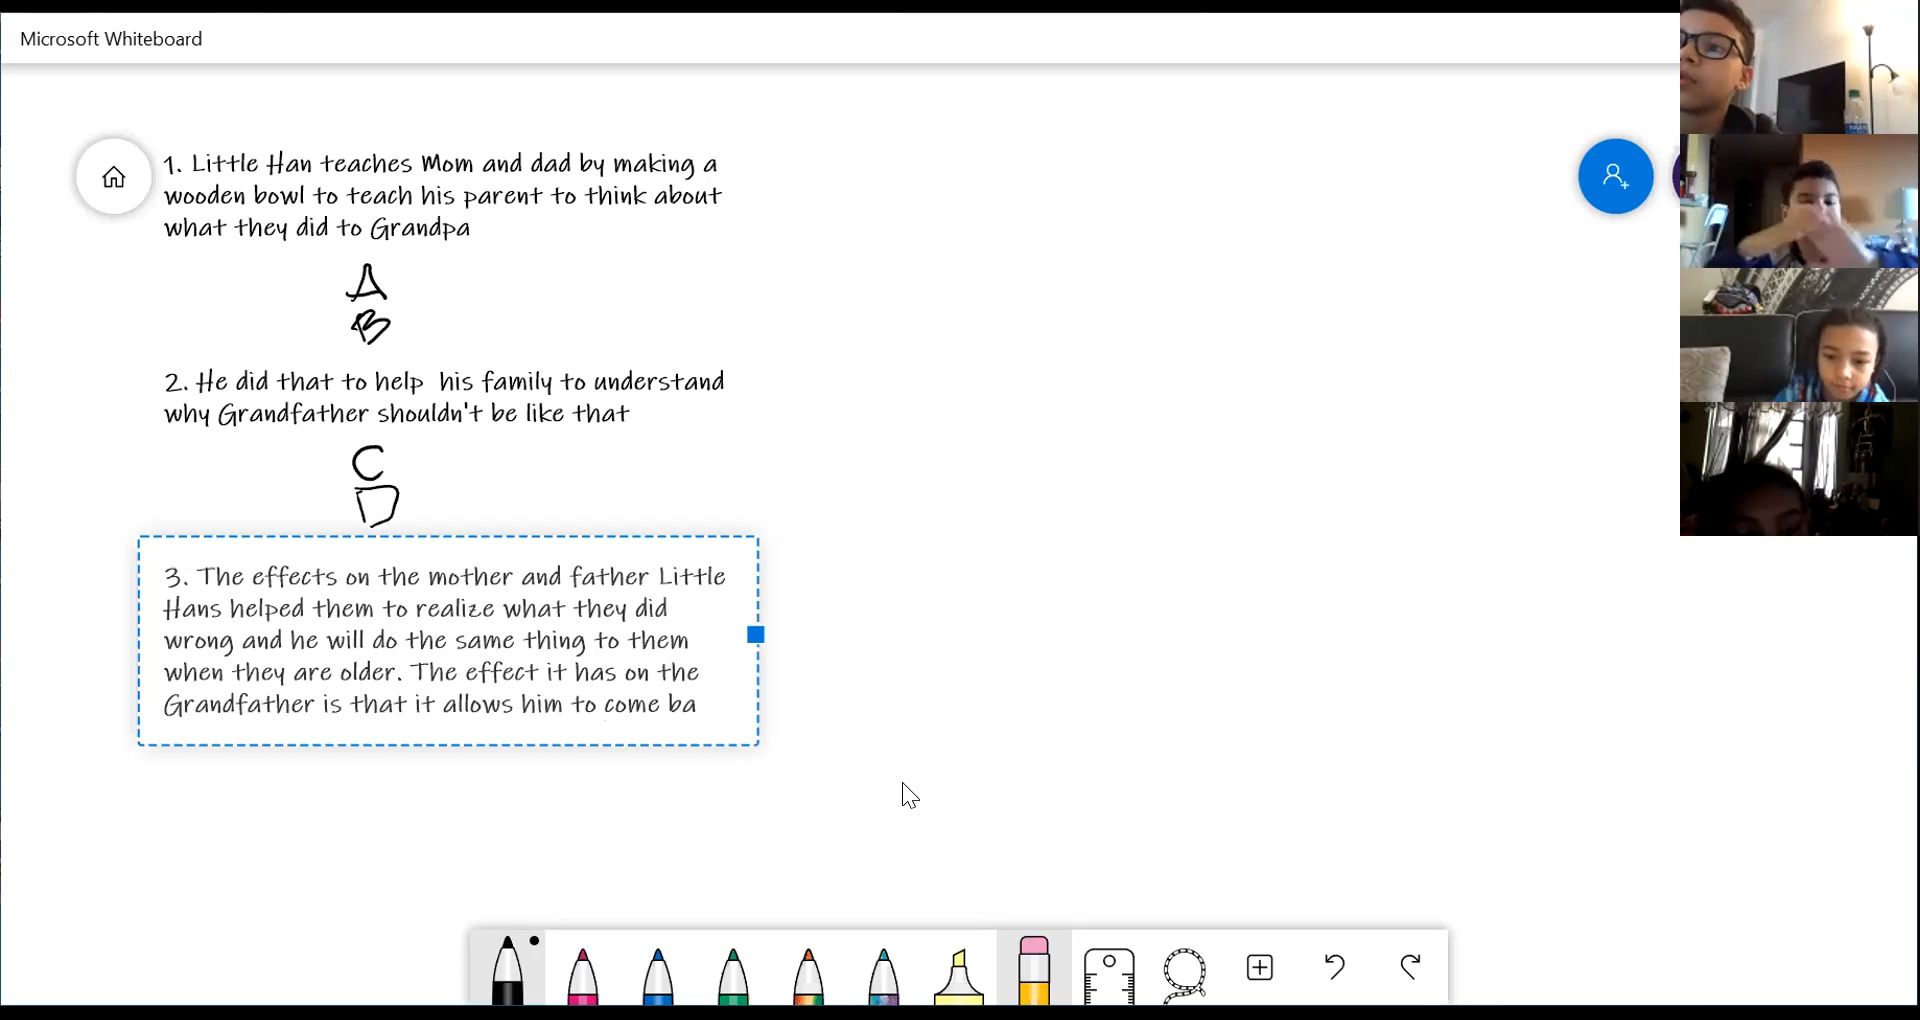 Microsoft Whiteboard
1. Little Han teaches Mom and dad by making a
wooden bowl to teach his parent to think about
what they did to Grandpa
A
B
2. He did that to help  his family to understand
why Grandfather shouldn't be like that
C
D
3. The effects on the mother and father Little
Hans helped them to realize what they did
wrong and he will do the same thing to them
when they are older. The effect it has on the
Grandfather is that it allows him to come ba